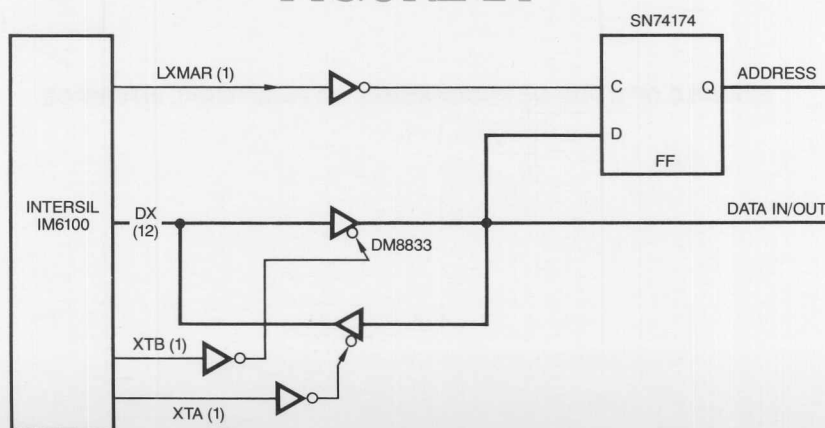 SN74174
LXMAR (1)
C
Q
ADDRESS
D
FF
INTERSIL
IM6100
DX
(12)
DM8833
DATA IN/OUT
XTB (1)
XTA (1)